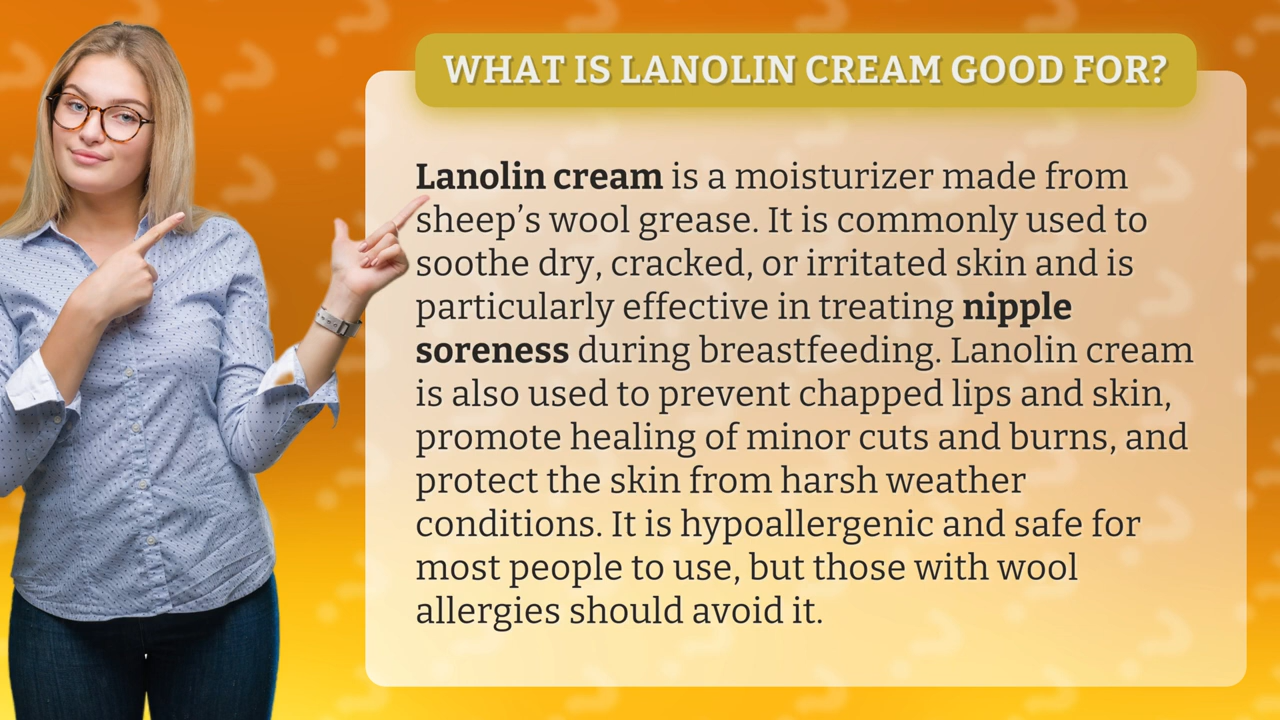 WHAT IS LANOLIN CREAM GOOD FOR?
Lanolin cream is a moisturizer made from
sheep’s wool grease. It is commonly used to
soothe dry, cracked, or irritated skin and is
particularly effective in treating nipple
soreness during breastfeeding. Lanolin cream
is also used to prevent chapped lips and skin,
promote healing of minor cuts and burns, and
protect the skin from harsh weather
conditions. It is hypoallergenic and safe for
most people to use, but those with wool
allergies should avoid it.